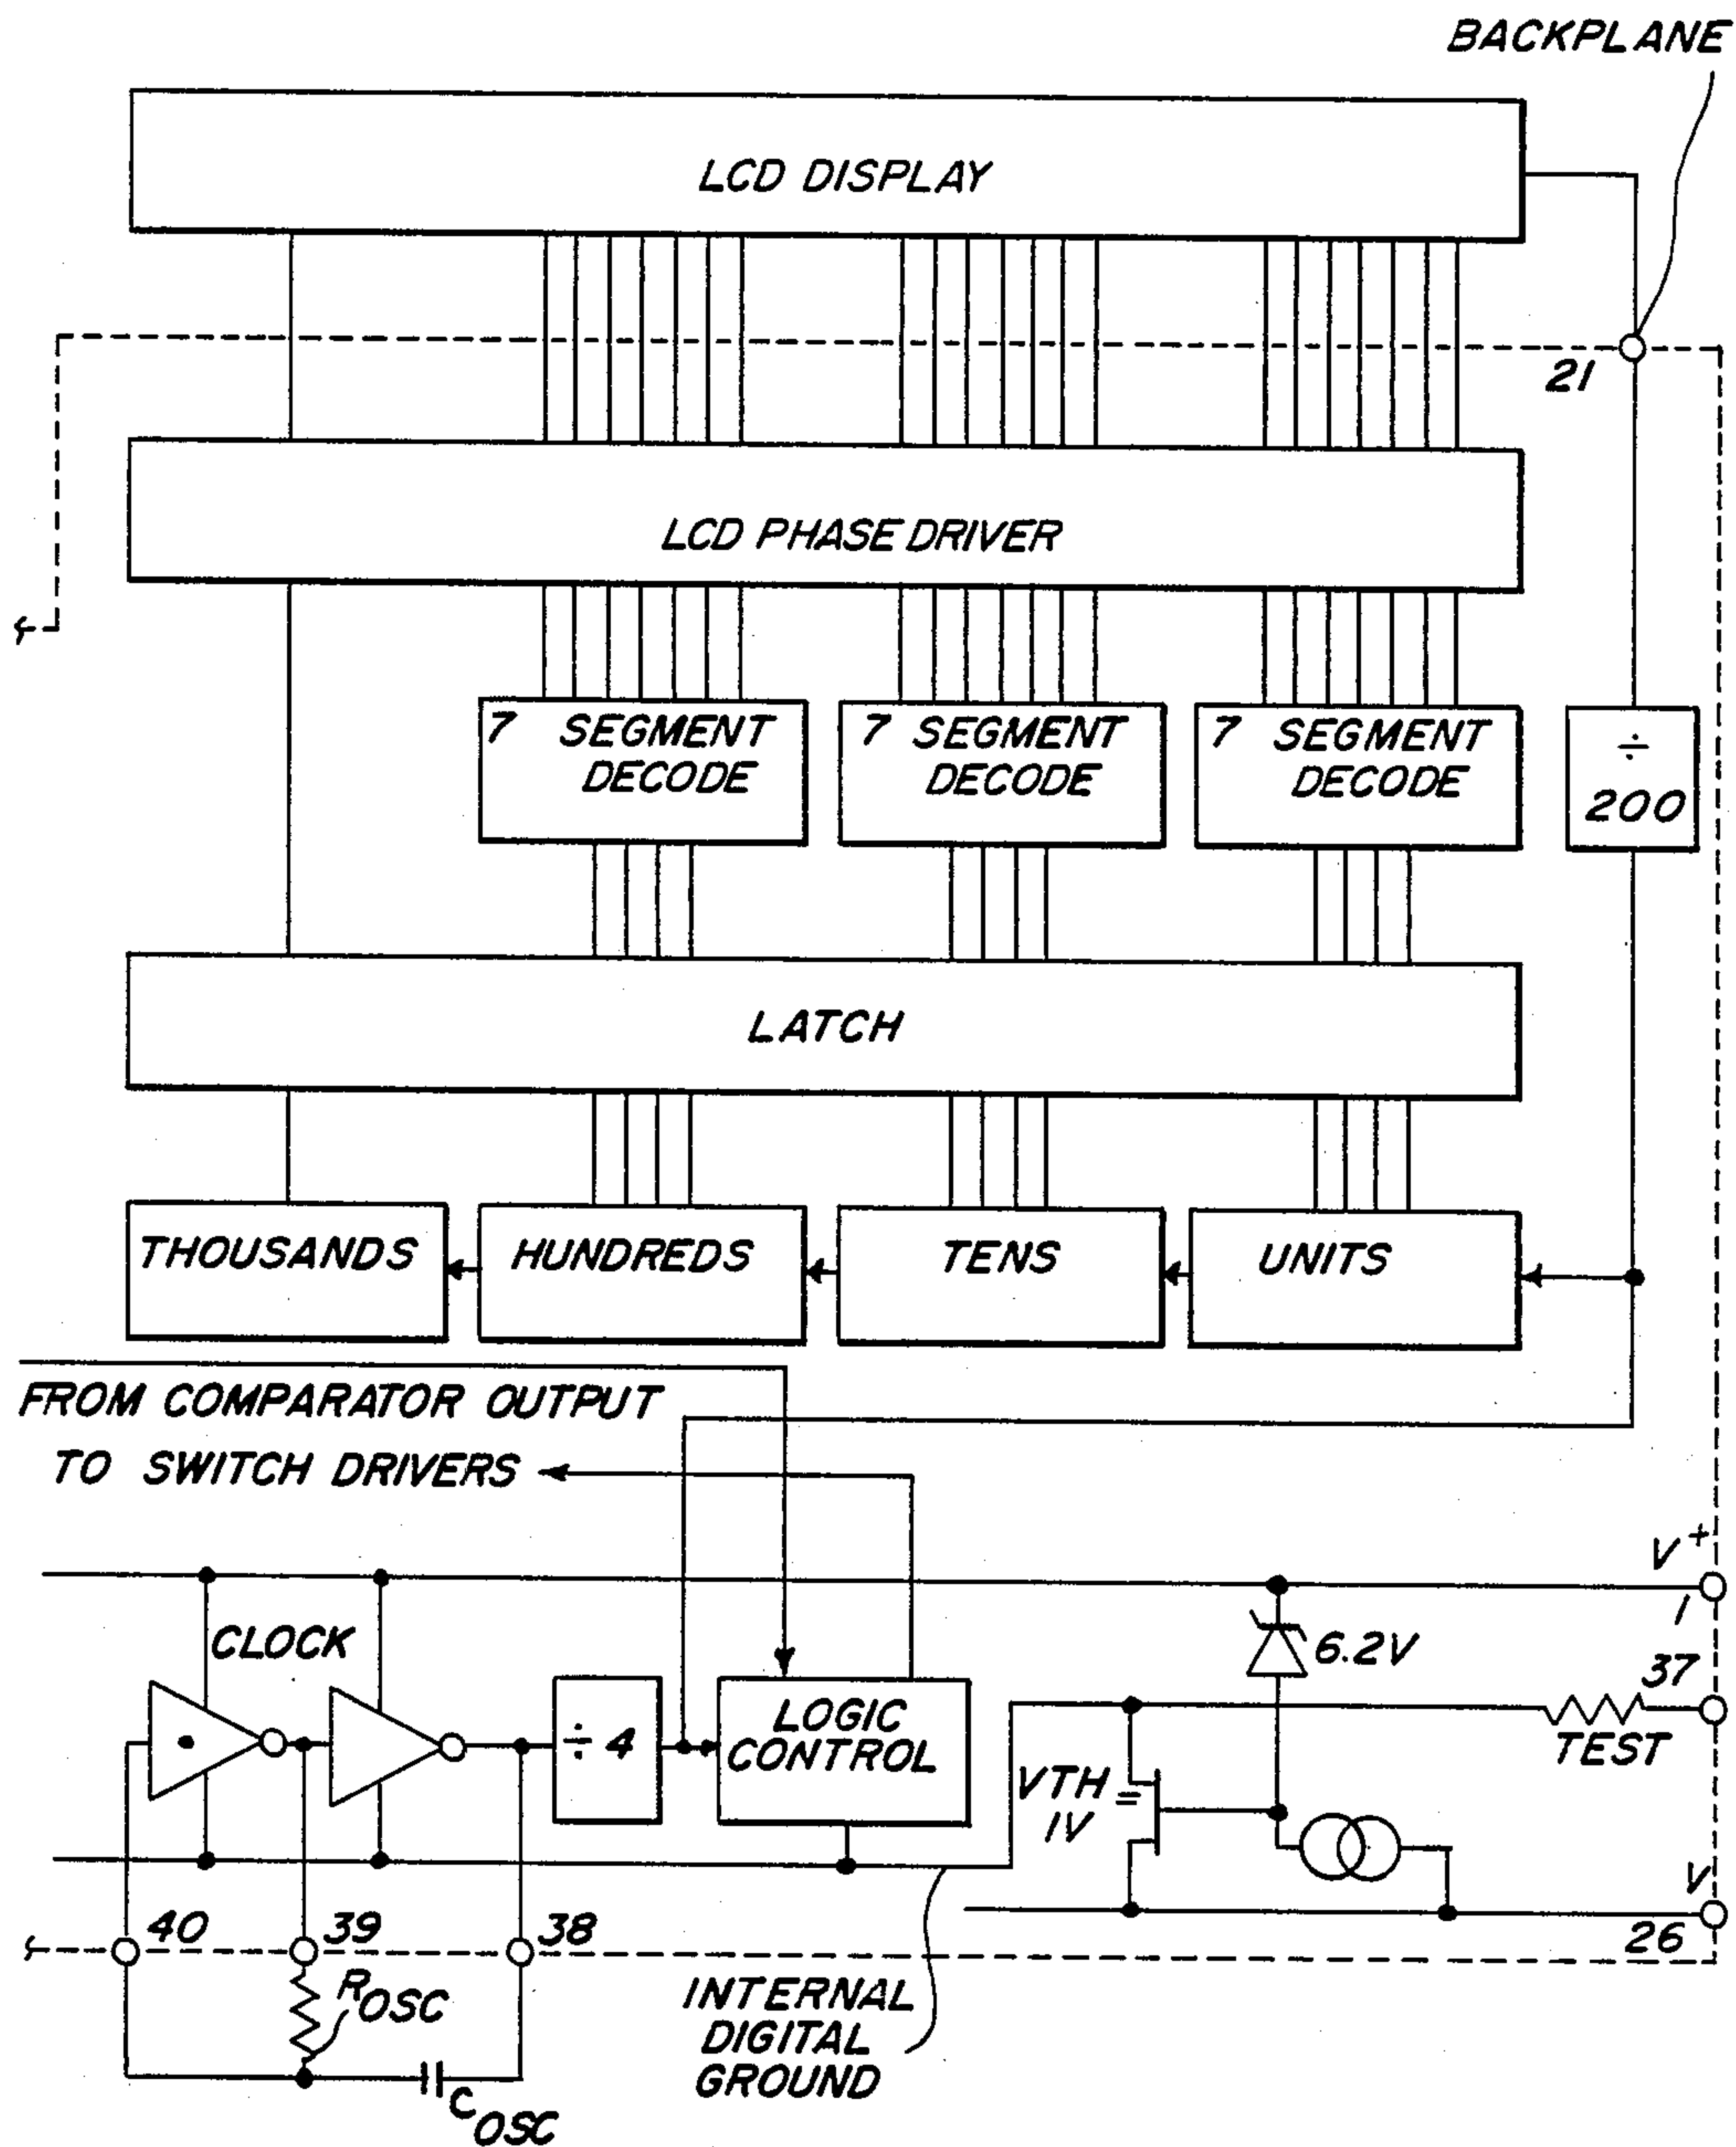 BACKPLANE
LCD DISPLAY
21
LCD PHASE DRIVER
7 SEGMENT DECODE
7 SEGMENT DECODE
7 SEGMENT DECODE
÷ 200
LATCH
THOUSANDS
HUNDREDS
TENS
UNITS
FROM COMPARATOR OUTPUT
TO SWITCH DRIVERS
V+
1
CLOCK
6.2V
37
÷ 4
LOGIC CONTROL
TEST
VTH =
1V
V
26
40
39
38
ROSC
COSC
INTERNAL
DIGITAL
GROUND